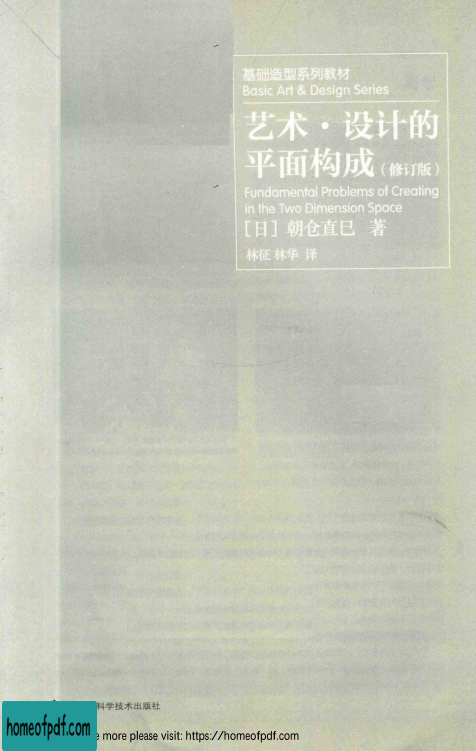 基础造型系列教材
Basic Art & Design Series
艺术·设计的
平面构成(修订版)
Fundamental Problems of Creating
in the Two Dimension Space
[日] 朝仓直巳 著
林征 林华 译
科学技术出版社
homeofpdf.com
e more please visit: https://homeofpdf.com